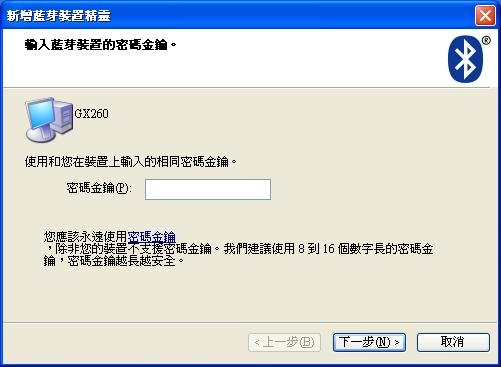 新增藍芽裝置精靈
輸入藍芽裝置的密碼金鑰。
®
GX260
使用和您在裝置上輸入的相同密碼金鑰。
密碼金鑰(P):
您應該永遠使用密碼金鑰
，除非您的裝置不支援密碼金鑰。我們建議使用 8 到 16 個數字長的密碼金
鑰，密碼金鑰越長越安全。
< 上一步(B)
下一步(N) >
取消